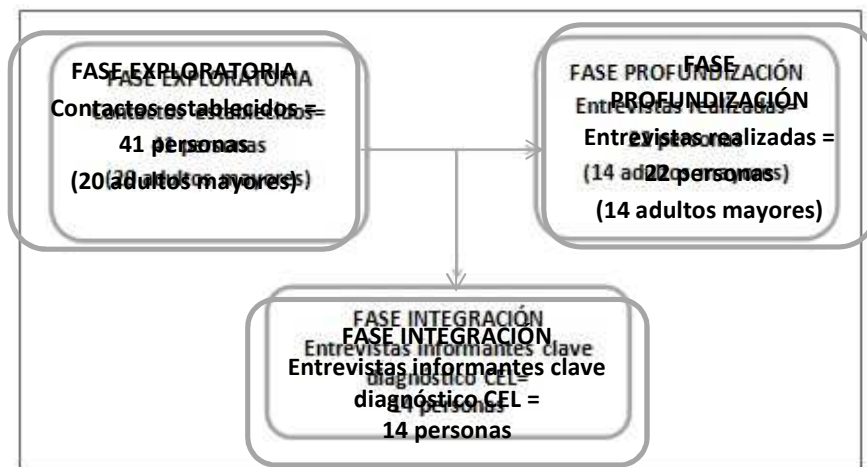 FASE EXPLORATORIA
Contactos establecidos =
41 personas
(20 adultos mayores)
FASE
PROFUNDIZACIÓN
Entrevistas realizadas =
22 personas
(14 adultos mayores)
FASE INTEGRACIÓN
Entrevistas informantes clave
diagnóstico CEL =
14 personas